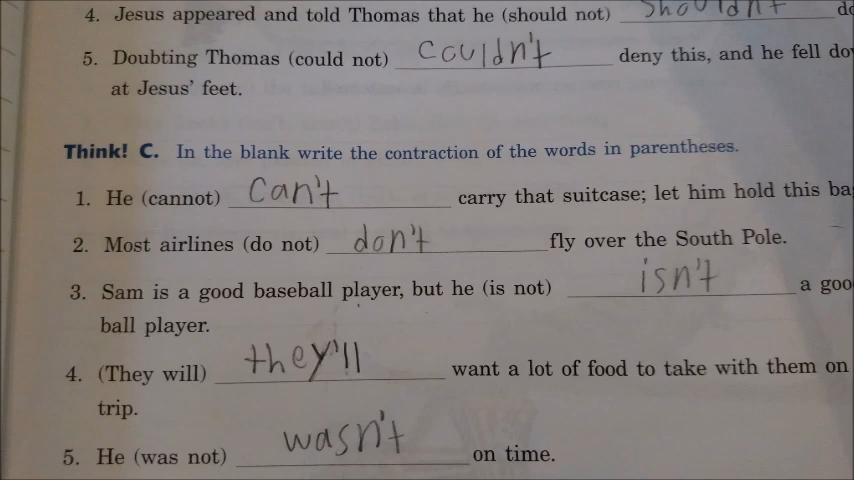 4. Jesus appeared and told Thomas that he (should not) shouldn't
5. Doubting Thomas (could not) couldn't deny this, and he fell
at Jesus' feet.
Think! C. In the blank write the contraction of the words in parentheses.
1. He (cannot) can't carry that suitcase; let him hold this
2. Most airlines (do not) don't fly over the South Pole.
3. Sam is a good baseball player, but he (is not) isn't a
ball player.
4. (They will) they'll want a lot of food to take with them on
trip.
5. He (was not) wasn't on time.